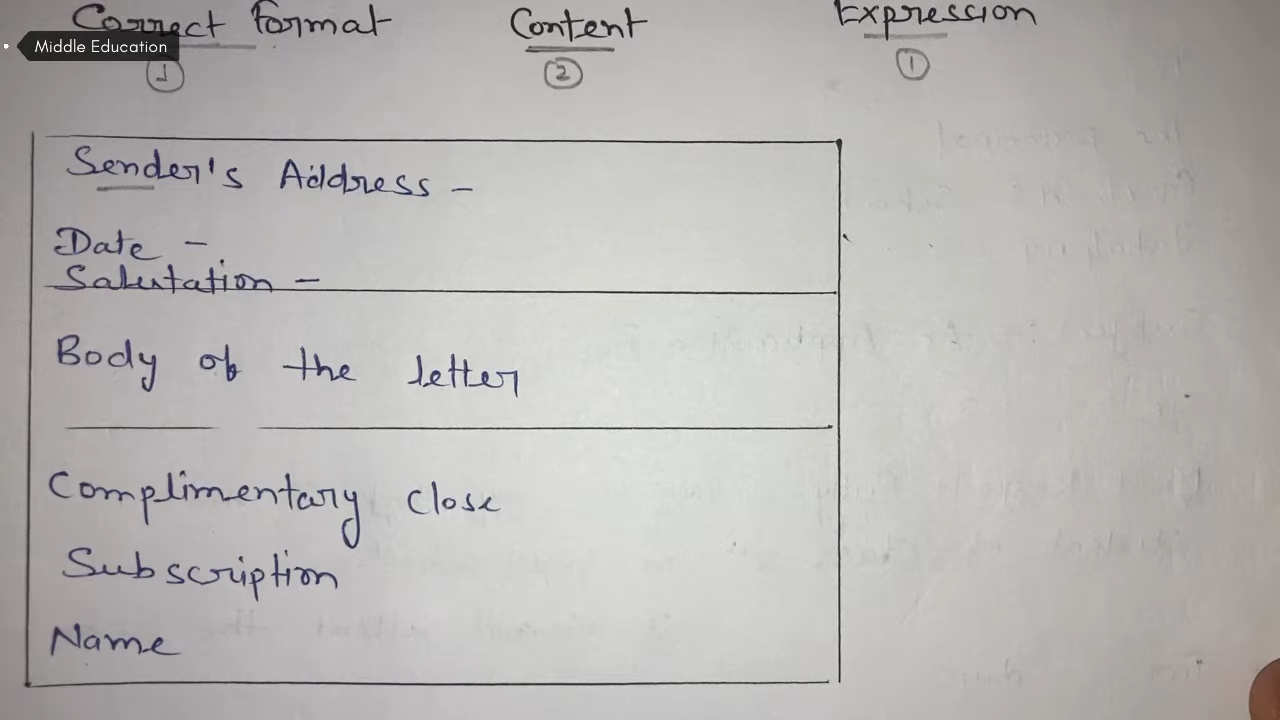 Correct Format Content Expression
Middle Education
1 2 1
Sender's Address -
Date -
Salutation -
Body of the letter
Complimentary close
Subscription
Name